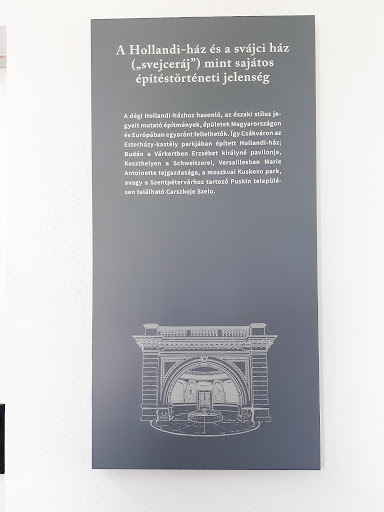 A Hollandi-ház és a svájci ház
(„svejceráj”) mint sajátos
építéstörténeti jelenség
A dégi Hollandi-házhoz hasonló, az északi stílus je-
gyeit mutató építmények, épületek Magyarországon
és Európában egyaránt fellelhetők. Így Csákváron az
Esterházy-kastély parkjában épített Hollandi-ház;
Budán a Várkertben Erzsébet királyné pavilonja,
Keszthelyen a Schweitzerei, Versaillesban Marie
Antoinette tejgazdasága, a moszkvai Kuskovo park,
avagy a Szentpétervárhoz tartozó Puskin települé-
sen található Carszkoje Szelo.